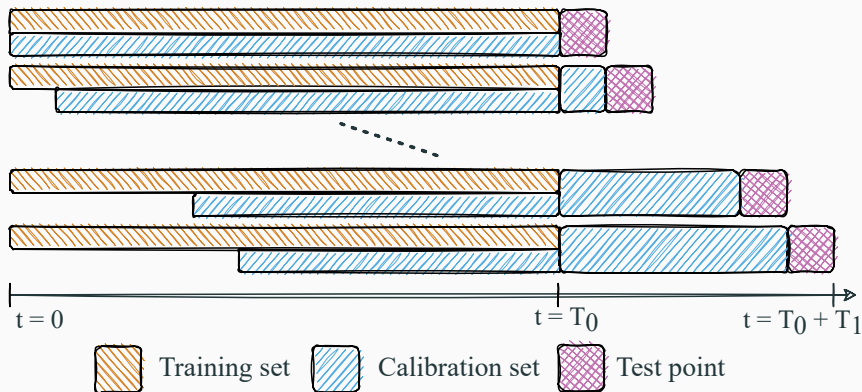 t = 0
t = T0
t = T0 + T1
Training set
Calibration set
Test point